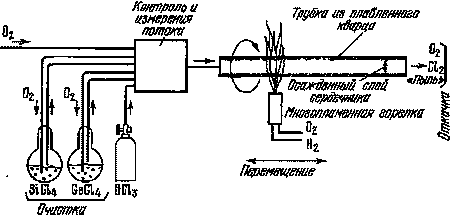 Контроль и
измерения
потока
O₂
Трубка из плавленного
кварца
O₂
Cl₂
«Пыль»
Откачка
Осажденный слой
сердечника
Многопламенная горелка
O₂
H₂
Перемещение
O₂
O₂
SiCl₄
GeCl₄
BCl₃
Очистка